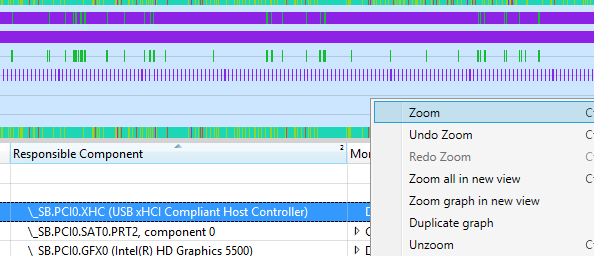 Zoom C
Undo Zoom
Redo Zoom
Responsible Component 2 Mo
Zoom all in new view C
Zoom graph in new view
\_SB.PCI0.XHC (USB xHCI Compliant Host Controller)
Duplicate graph
\_SB.PCI0.SAT0.PRT2, component 0
Unzoom C
\_SB.PCI0.GFX0 (Intel(R) HD Graphics 5500)